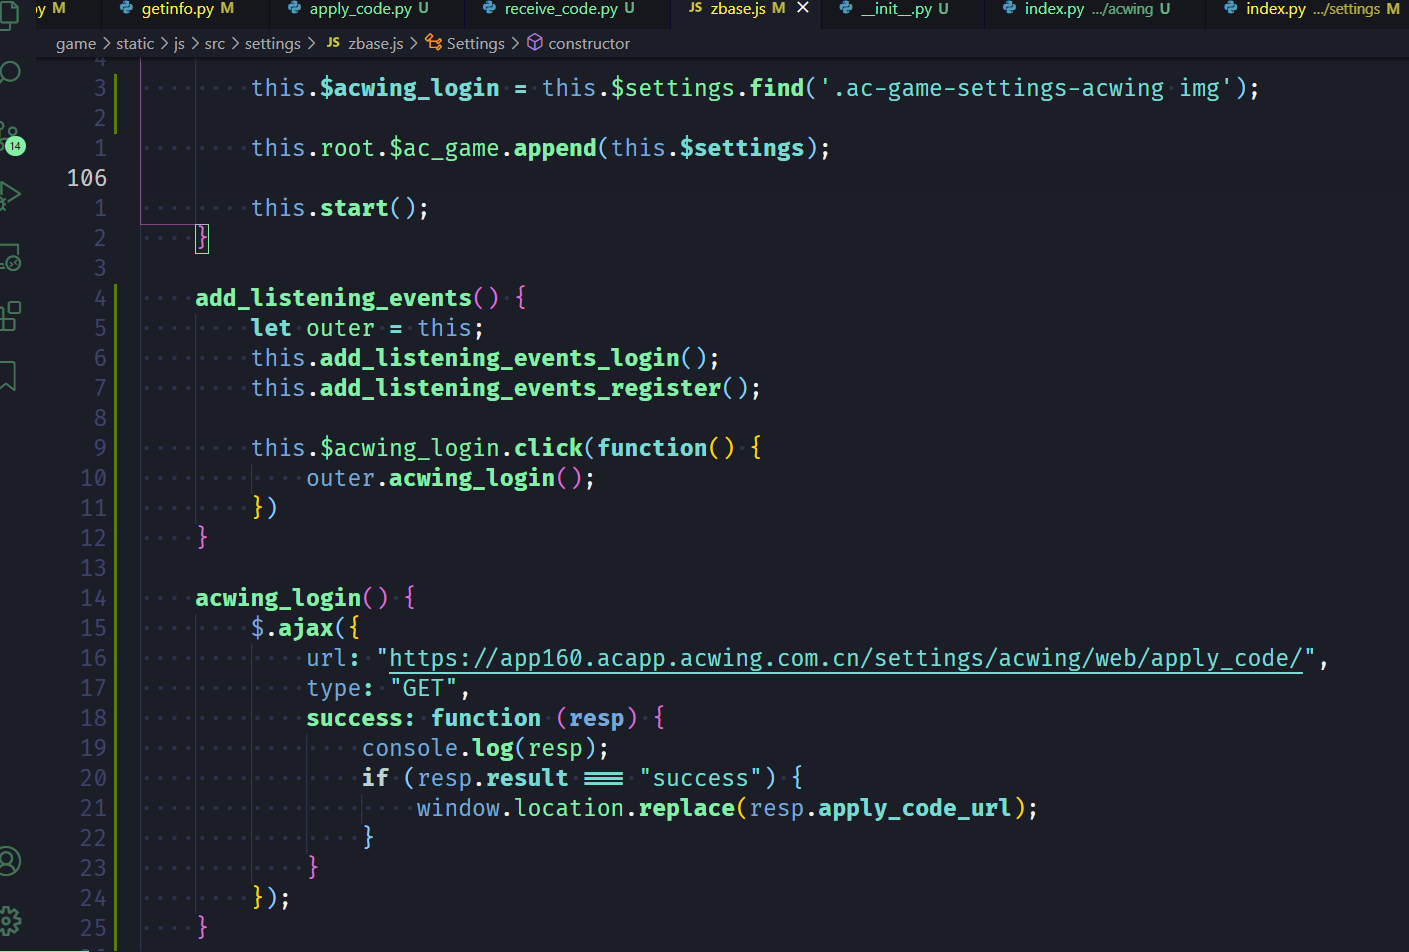 py M getinfo.py M apply_code.py U receive_code.py U JS zbase.js M __init__.py U index.py .../acwing U index.py .../settings M
game > static > js > src > settings > JS zbase.js > Settings > constructor
4
3 this.$acwing_login = this.$settings.find('.ac-game-settings-acwing img');
2
1 this.root.$ac_game.append(this.$settings);
106
1 this.start();
2 }
3
4 add_listening_events() {
5 let outer = this;
6 this.add_listening_events_login();
7 this.add_listening_events_register();
8
9 this.$acwing_login.click(function() {
10 outer.acwing_login();
11 })
12 }
13
14 acwing_login() {
15 $.ajax({
16 url: "https://app160.acapp.acwing.com.cn/settings/acwing/web/apply_code/",
17 type: "GET",
18 success: function (resp) {
19 console.log(resp);
20 if (resp.result === "success") {
21 window.location.replace(resp.apply_code_url);
22 }
23 }
24 });
25 }
14